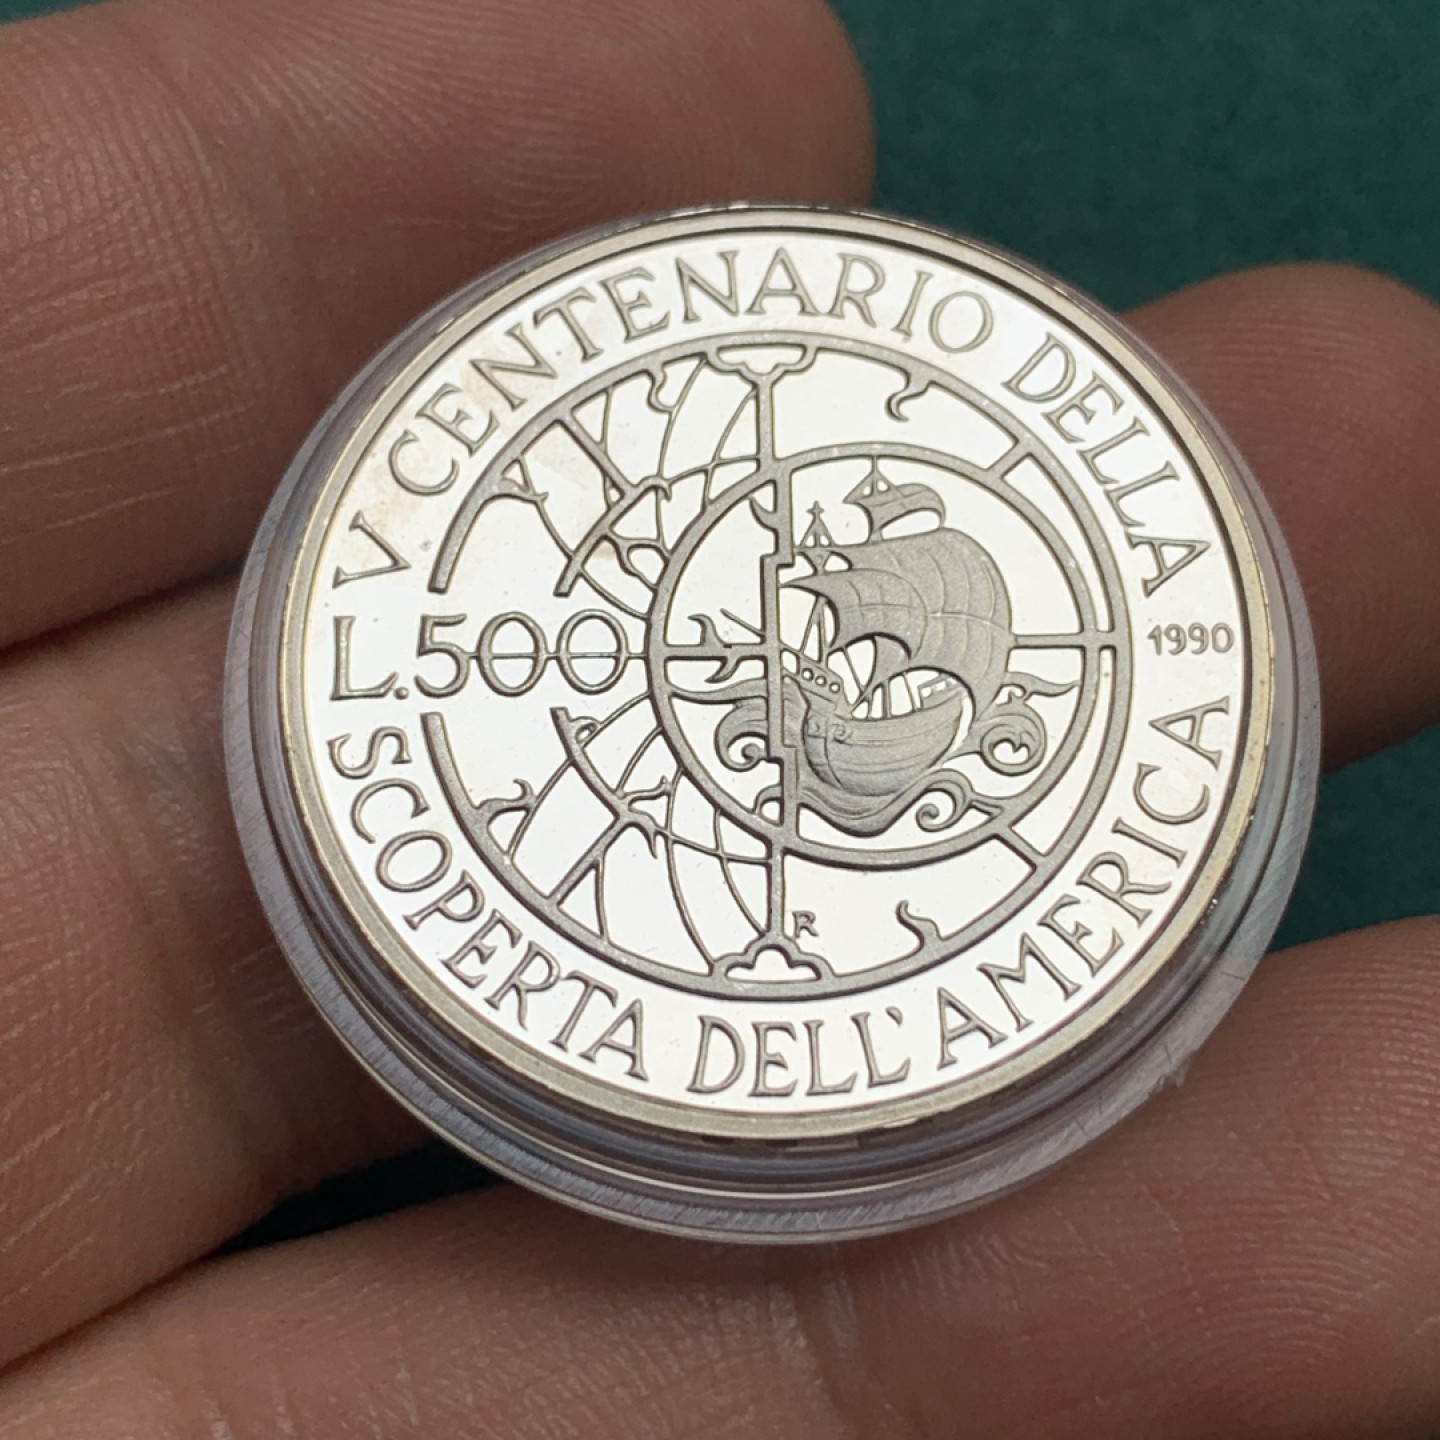 V CENTENARIO DELLA
SCOPERTA DELL'AMERICA
L.500
1990
R